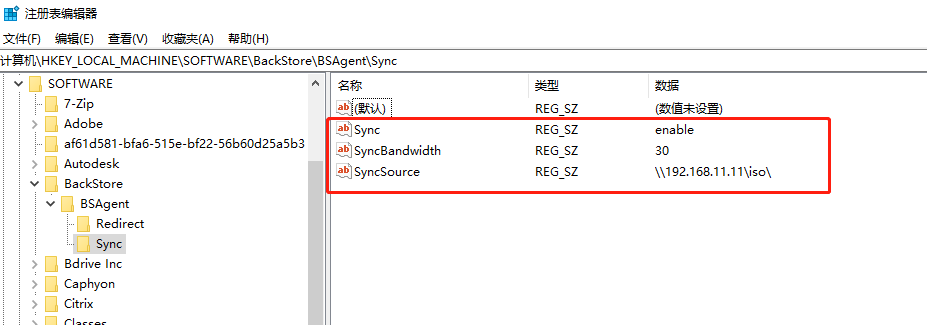 注册表编辑器
文件(F) 编辑(E) 查看(V) 收藏夹(A) 帮助(H)
计算机\HKEY_LOCAL_MACHINE\SOFTWARE\BackStore\BSAgent\Sync
SOFTWARE
7-Zip
Adobe
af61d581-bfa6-515e-bf22-56b60d25a5b3
Autodesk
BackStore
BSAgent
Redirect
Sync
Bdrive Inc
Caphyon
Citrix
Classes
名称 类型 数据
ab (默认) REG_SZ (数值未设置)
ab Sync REG_SZ enable
ab SyncBandwidth REG_SZ 30
ab SyncSource REG_SZ \\192.168.11.11\iso\